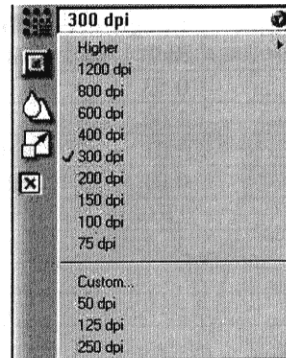 300 dpi
Higher
1200 dpi
800 dpi
600 dpi
400 dpi
300 dpi
200 dpi
150 dpi
100 dpi
75 dpi
Custom...
50 dpi
125 dpi
250 dpi